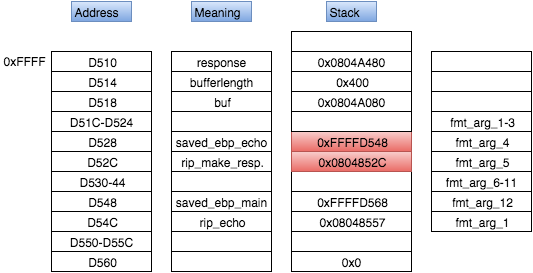 Address Meaning Stack
0xFFFF D510 response 0x0804A480
D514 bufferlength 0x400
D518 buf 0x0804A080
D51C-D524 fmt_arg_1-3
D528 saved_ebp_echo 0xFFFFD548 fmt_arg_4
D52C rip_make_resp. 0x0804852C fmt_arg_5
D530-44 fmt_arg_6-11
D548 saved_ebp_main 0xFFFFD568 fmt_arg_12
D54C rip_echo 0x08048557 fmt_arg_1
D550-D55C
D560 0x0